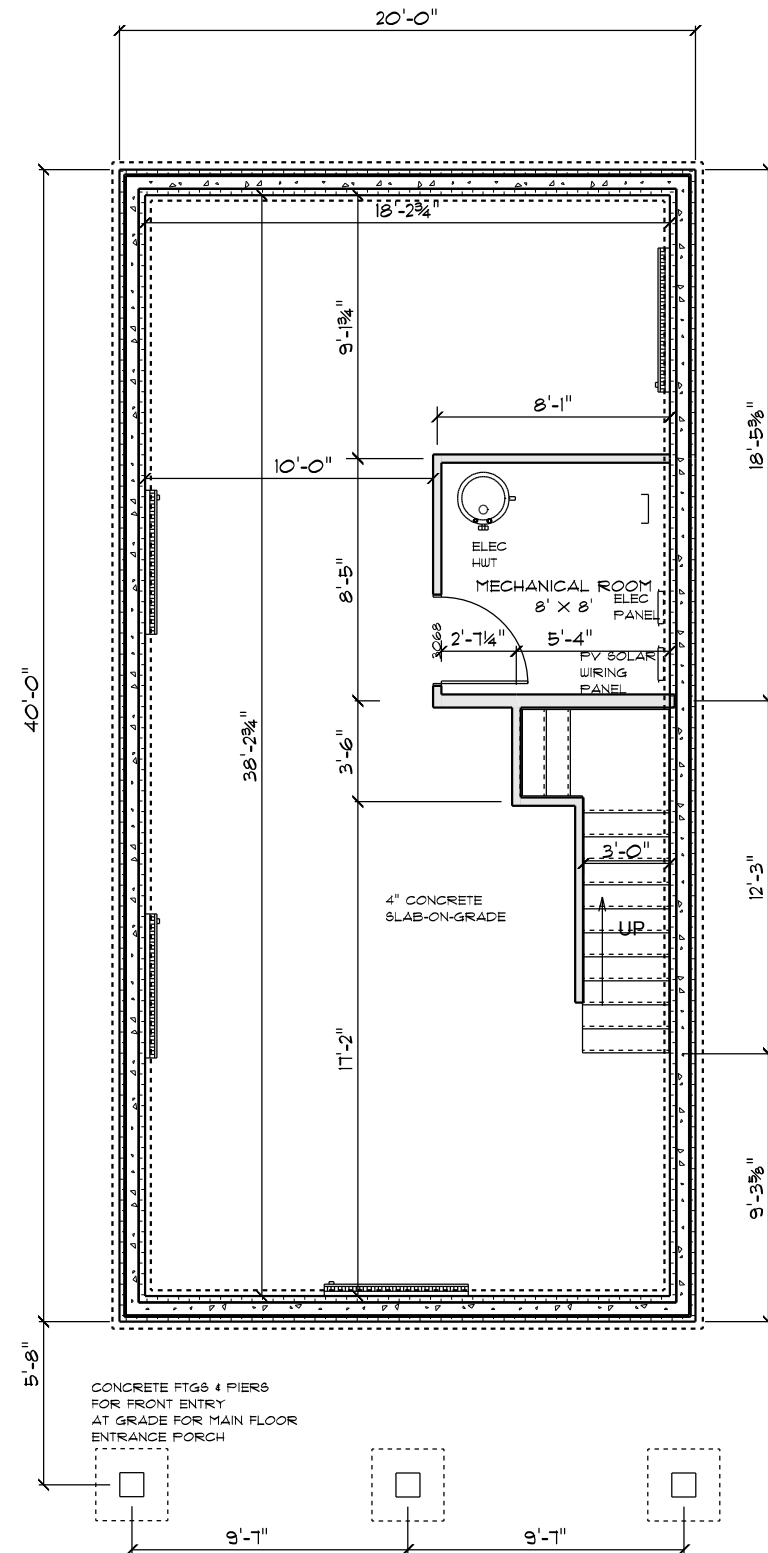 20'-0"
18'-2¾"
9'-1¾"
8'-1"
18'-5⅜"
10'-0"
ELEC
HWT
8'-5"
MECHANICAL ROOM
8' X 8'
ELEC
PANEL
3068
2'-7¼"
5'-4"
PV SOLAR
WIRING
PANEL
40'-0"
38'-2¾"
3'-6"
3'-0"
12'-3"
4" CONCRETE
SLAB-ON-GRADE
UP
17'-2"
9'-3⅝"
5'-8"
CONCRETE FTGS & PIERS
FOR FRONT ENTRY
AT GRADE FOR MAIN FLOOR
ENTRANCE PORCH
9'-7"
9'-7"